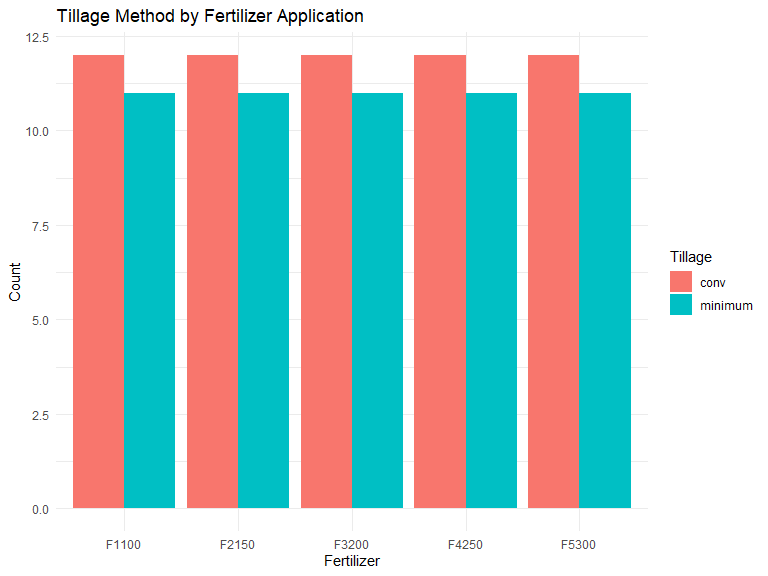 Tillage Method by Fertilizer Application
12.5
10.0
7.5
5.0
2.5
0.0
Count
F1100 F2150 F3200 F4250 F5300
Fertilizer
Tillage
conv
minimum